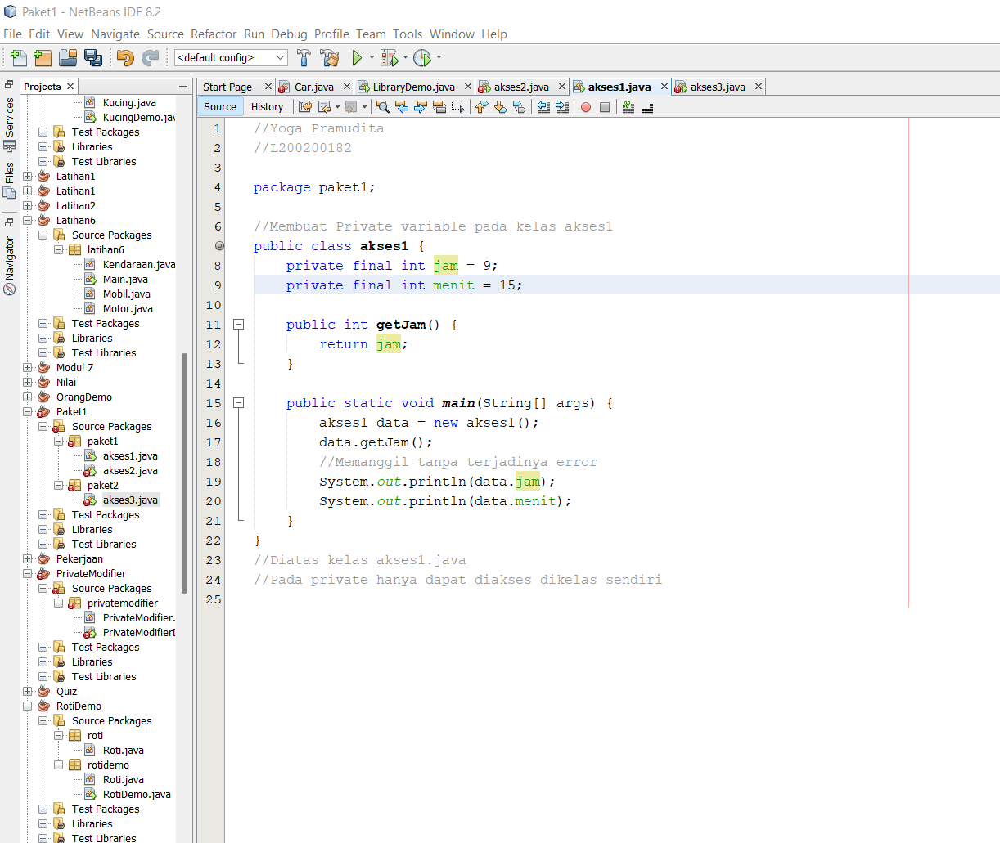 Paket1 - NetBeans IDE 8.2
File Edit View Navigate Source Refactor Run Debug Profile Team Tools Window Help
<default config>
Services
Files
Navigator
Projects
Kucing.java
KucingDemo.jav
Test Packages
Libraries
Test Libraries
Latihan1
Latihan1
Latihan2
Latihan6
Source Packages
latihan6
Kendaraan.java
Main.java
Mobil.java
Motor.java
Test Packages
Libraries
Test Libraries
Modul 7
Nilai
OrangDemo
Paket1
Source Packages
paket1
akses1.java
akses2.java
paket2
akses3.java
Test Packages
Libraries
Test Libraries
Pekerjaan
PrivateModifier
Source Packages
privatemodifier
PrivateModifier.
PrivateModifierD
Test Packages
Libraries
Test Libraries
Quiz
RotiDemo
Source Packages
roti
Roti.java
rotidemo
Roti.java
RotiDemo.java
Test Packages
Libraries
Test Libraries
Start Page Car.java LibraryDemo.java akses2.java akses1.java akses3.java
Source History
1 //Yoga Pramudita
2 //L200200182
3
4 package paket1;
5
6 //Membuat Private variable pada kelas akses1
public class akses1 {
8 private final int jam = 9;
9 private final int menit = 15;
10
11 public int getJam() {
12 return jam;
13 }
14
15 public static void main(String[] args) {
16 akses1 data = new akses1();
17 data.getJam();
18 //Memanggil tanpa terjadinya error
19 System.out.println(data.jam);
20 System.out.println(data.menit);
21 }
22 }
23 //Diatas kelas akses1.java
24 //Pada private hanya dapat diakses dikelas sendiri
25